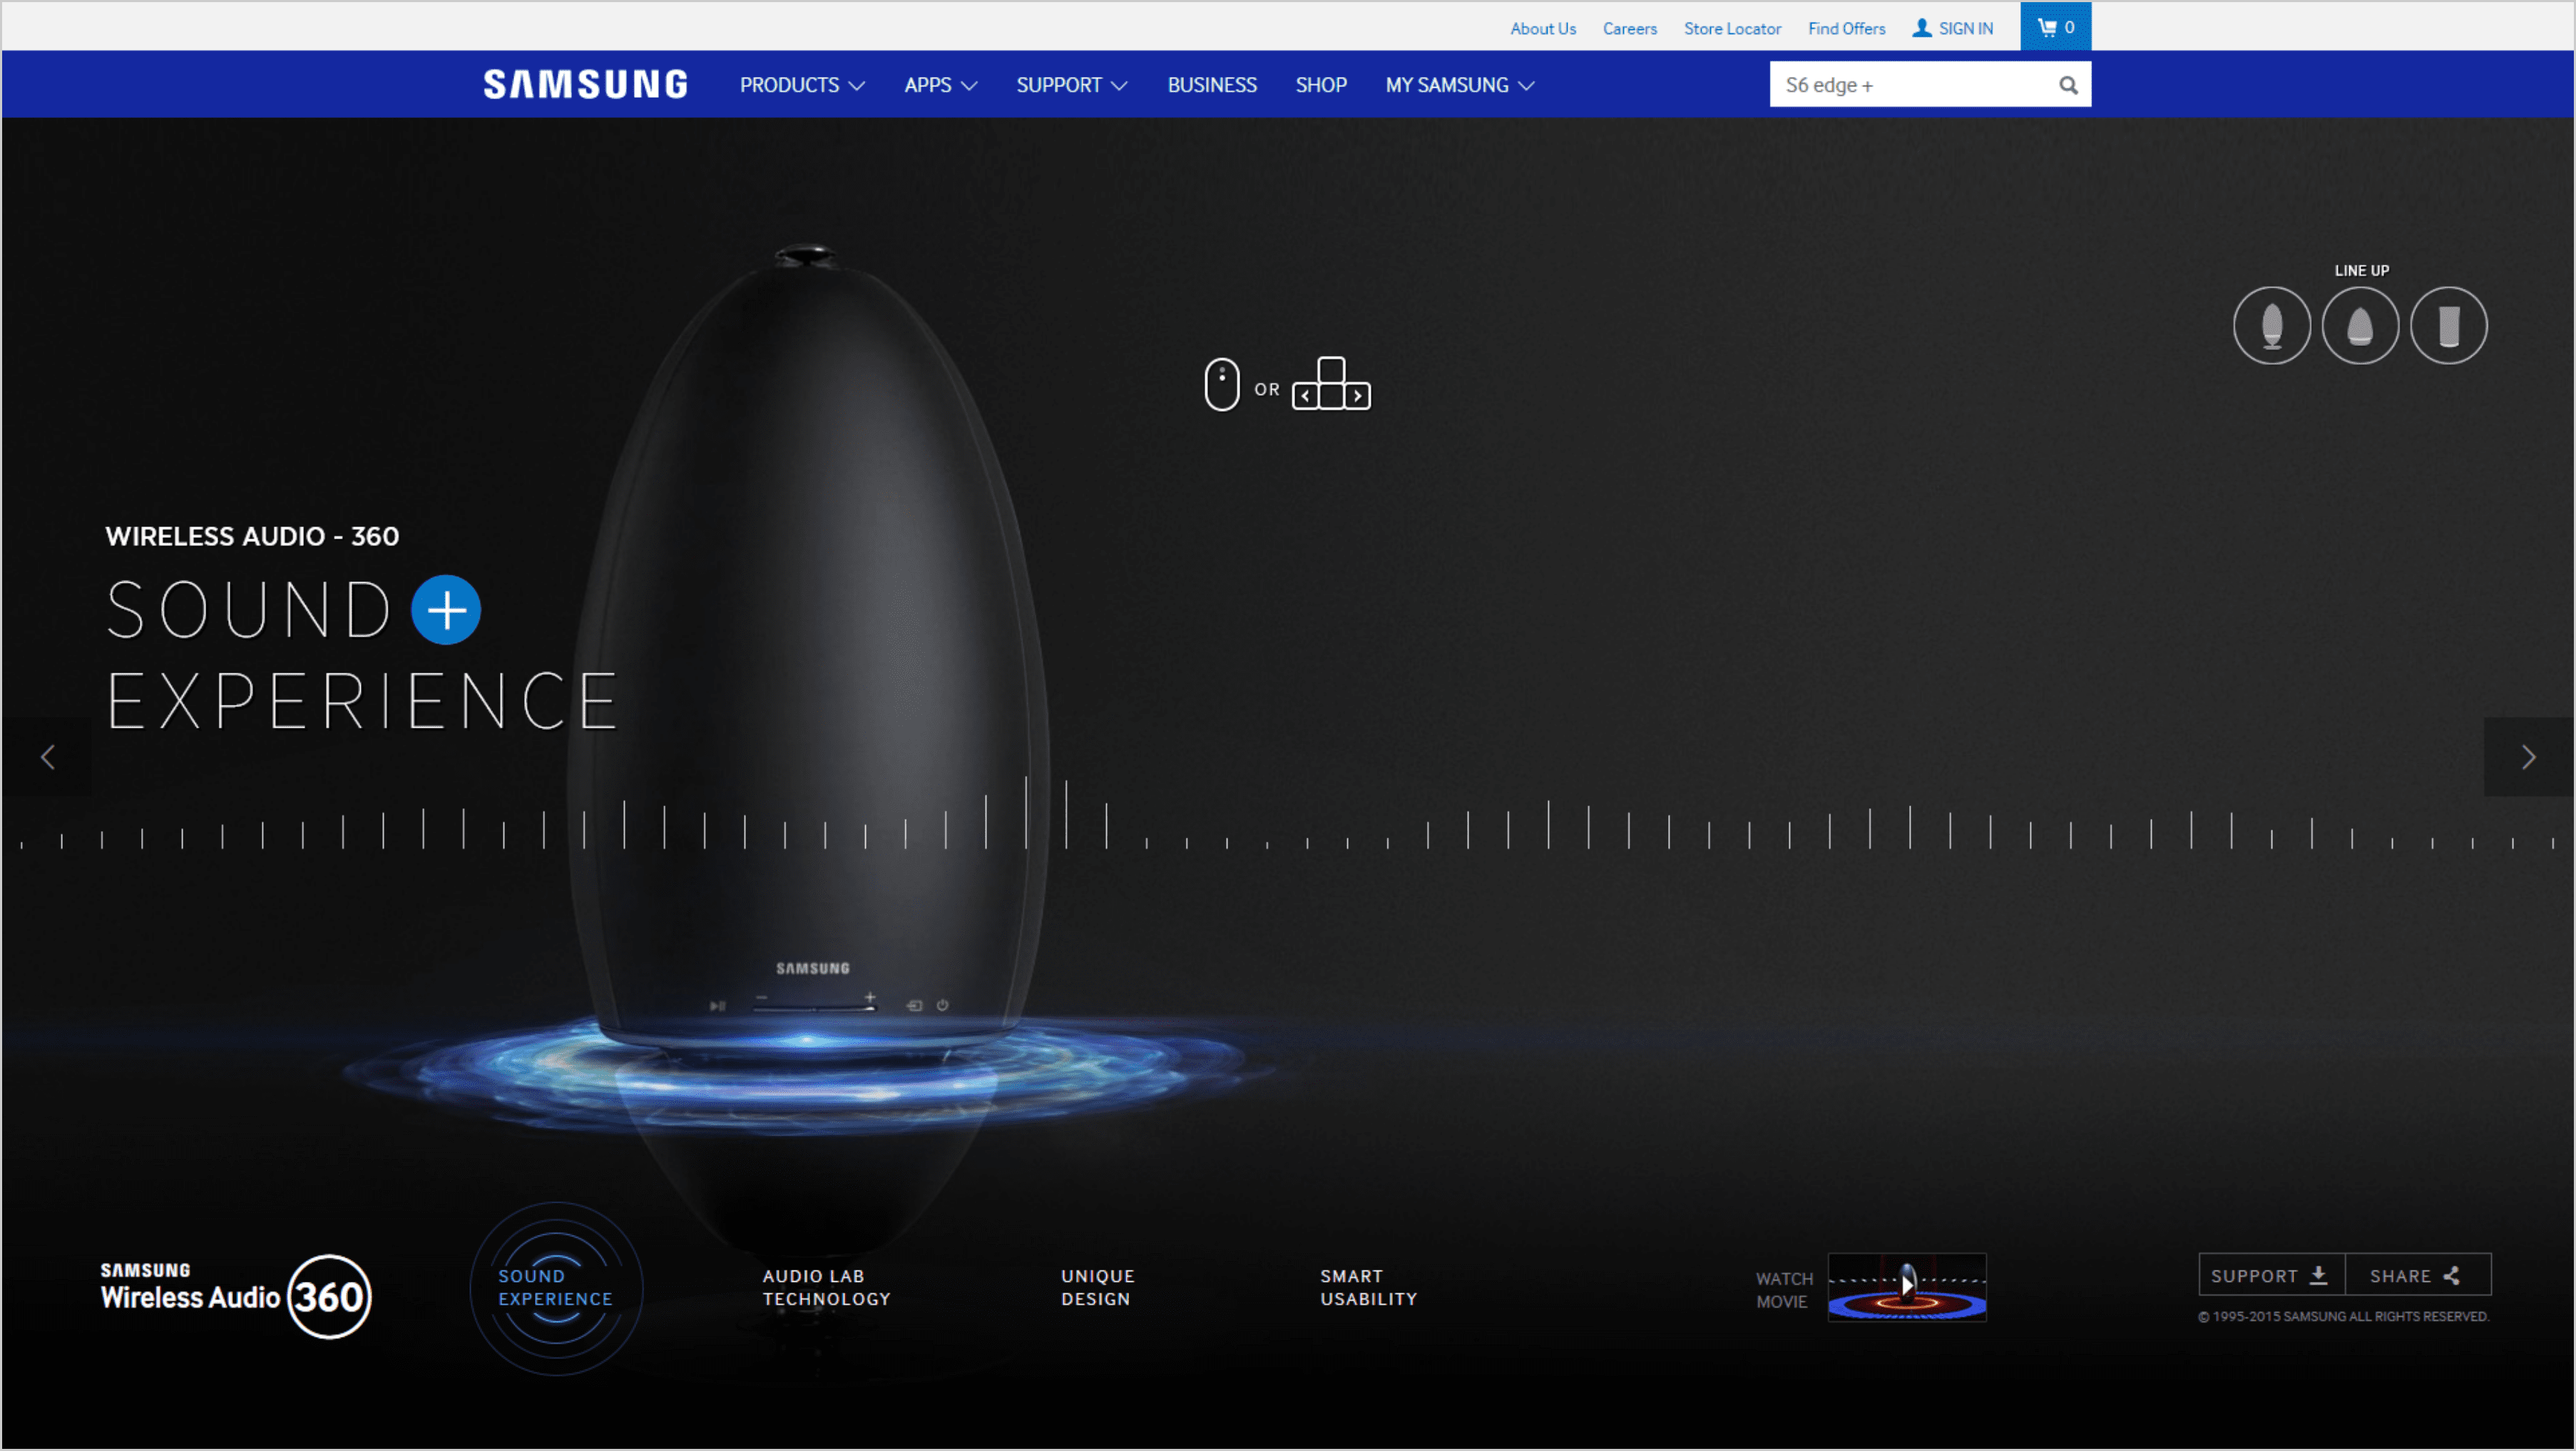 About Us Careers Store Locator Find Offers SIGN IN 0
SAMSUNG PRODUCTS APPS SUPPORT BUSINESS SHOP MY SAMSUNG S6 edge +
LINE UP
OR
WIRELESS AUDIO - 360
SOUND +
EXPERIENCE
SAMSUNG
SAMSUNG
Wireless Audio 360
SOUND
EXPERIENCE
AUDIO LAB
TECHNOLOGY
UNIQUE
DESIGN
SMART
USABILITY
WATCH
MOVIE
SUPPORT SHARE
© 1995-2015 SAMSUNG ALL RIGHTS RESERVED.